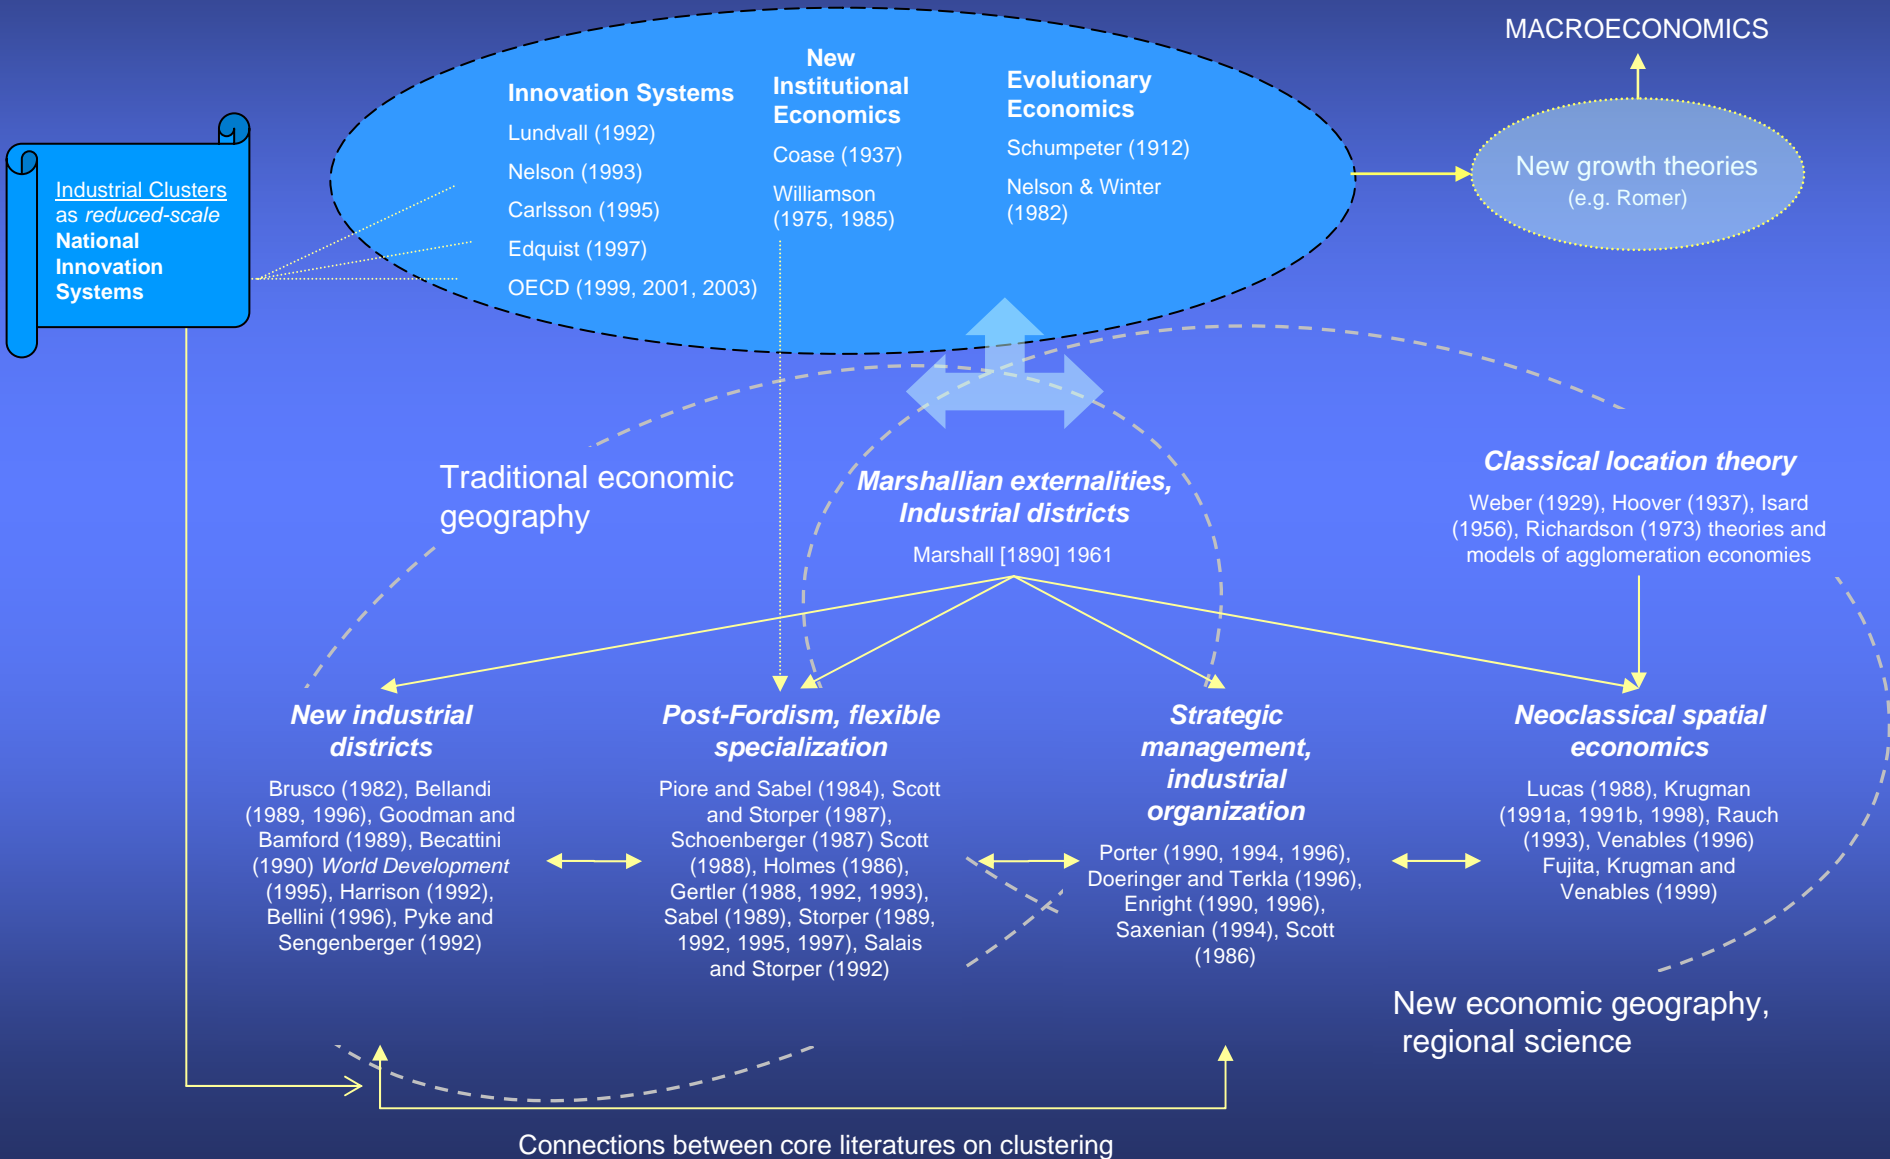 MACROECONOMICS
New
Institutional
Economics
Coase (1937)
Williamson
(1975, 1985)
Innovation Systems
Lundvall (1992)
Nelson (1993)
Carlsson (1995)
Edquist (1997)
OECD (1999, 2001, 2003)
Evolutionary
Economics
Schumpeter (1912)
Nelson & Winter
(1982)
New growth theories
(e.g. Romer)
Industrial Clusters
as reduced-scale
National
Innovation
Systems
Traditional economic
geography
Marshallian externalities,
Industrial districts
Marshall [1890] 1961
Classical location theory
Weber (1929), Hoover (1937), Isard
(1956), Richardson (1973) theories and
models of agglomeration economies
New industrial
districts
Brusco (1982), Bellandi
(1989, 1996), Goodman and
Bamford (1989), Becattini
(1990) World Development
(1995), Harrison (1992),
Bellini (1996), Pyke and
Sengenberger (1992)
Post-Fordism, flexible
specialization
Piore and Sabel (1984), Scott
and Storper (1987),
Schoenberger (1987) Scott
(1988), Holmes (1986),
Gertler (1988, 1992, 1993),
Sabel (1989), Storper (1989,
1992, 1995, 1997), Salais
and Storper (1992)
Strategic
management,
industrial
organization
Porter (1990, 1994, 1996),
Doeringer and Terkla (1996),
Enright (1990, 1996),
Saxenian (1994), Scott
(1986)
Neoclassical spatial
economics
Lucas (1988), Krugman
(1991a, 1991b, 1998), Rauch
(1993), Venables (1996)
Fujita, Krugman and
Venables (1999)
New economic geography,
regional science
Connections between core literatures on clustering